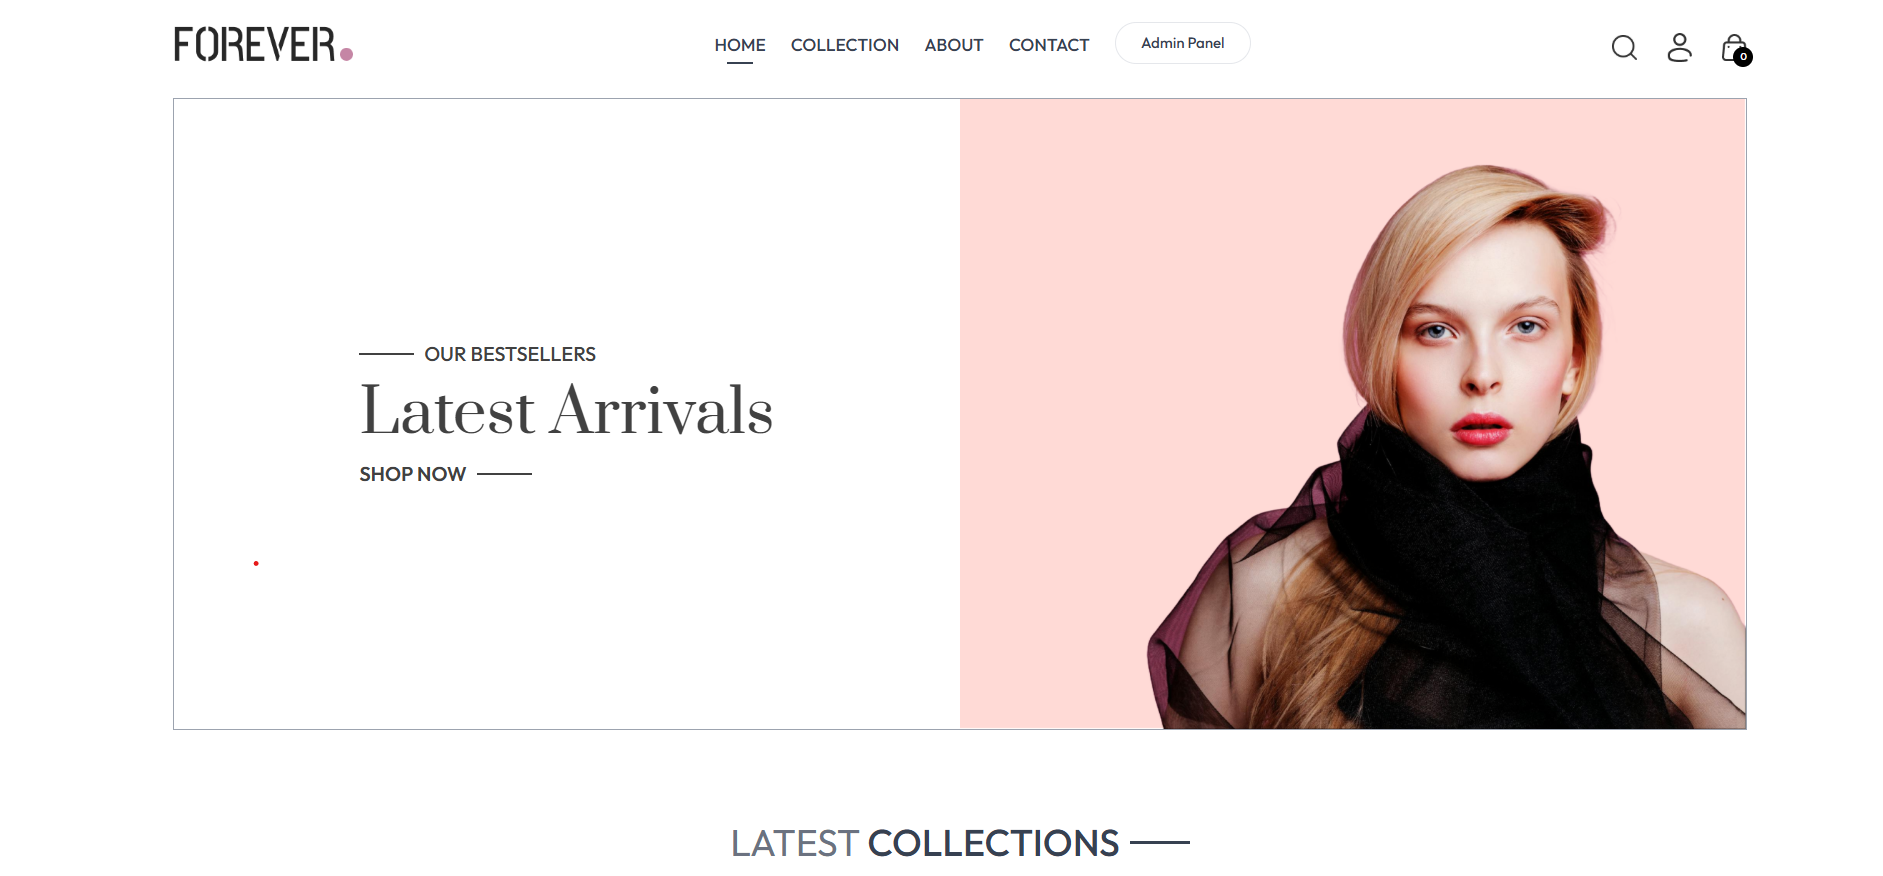 FOREVER.
HOME COLLECTION ABOUT CONTACT Admin Panel
0
OUR BESTSELLERS
Latest Arrivals
SHOP NOW
LATEST COLLECTIONS